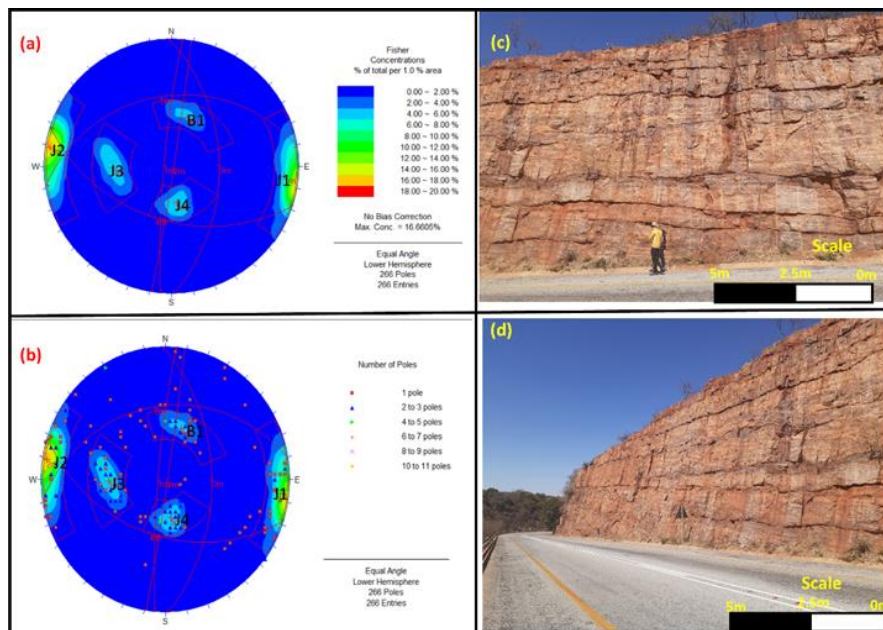 (a)
N
W
E
S
B1
J2
J3
J4
J1
Fisher
Concentrations
% of total per 1.0 % area
0.00 ~ 2.00 %
2.00 ~ 4.00 %
4.00 ~ 6.00 %
6.00 ~ 8.00 %
8.00 ~ 10.00 %
10.00 ~ 12.00 %
12.00 ~ 14.00 %
14.00 ~ 16.00 %
16.00 ~ 18.00 %
18.00 ~ 20.00 %
No Bias Correction
Max. Conc. = 16.6606%
Equal Angle
Lower Hemisphere
266 Poles
266 Entries
(c)
Scale
5m 2.5m 0m
(b)
N
W
E
S
B1
J2
J3
J4
J1
Number of Poles
1 pole
2 to 3 poles
4 to 5 poles
6 to 7 poles
8 to 9 poles
10 to 11 poles
Equal Angle
Lower Hemisphere
266 Poles
266 Entries
(d)
Scale
5m 2.5m 0m